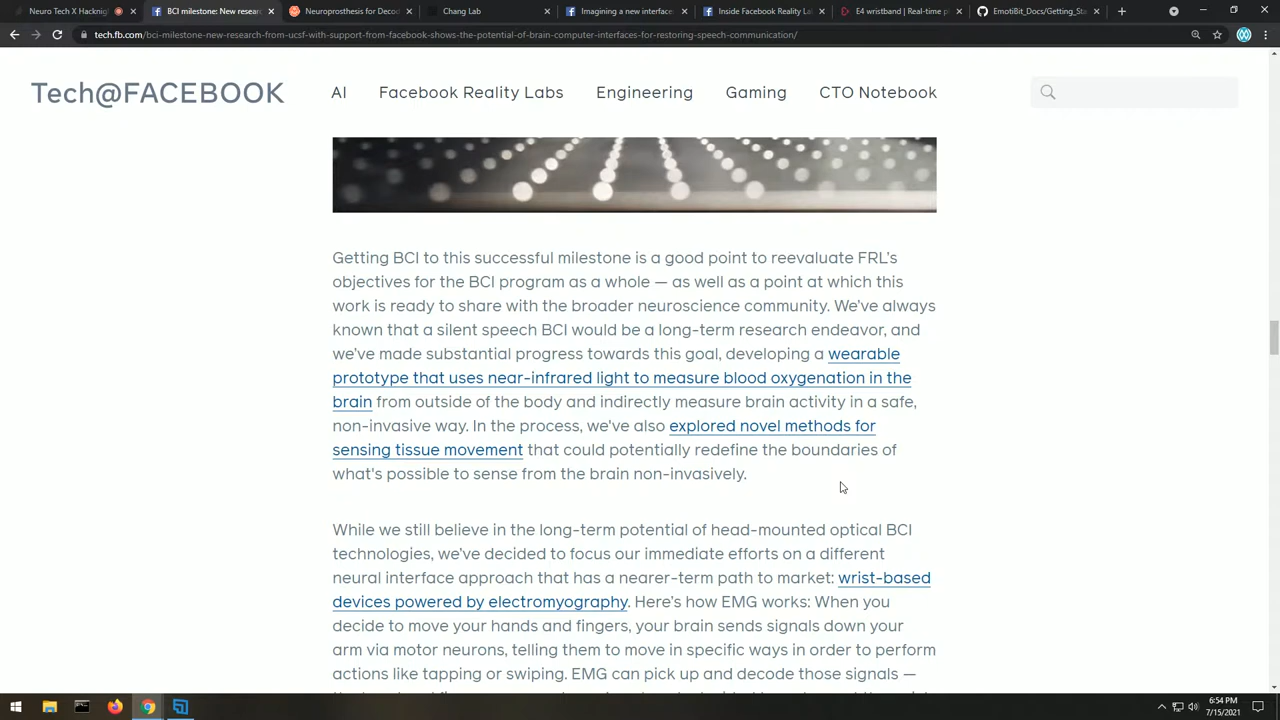 Neuro Tech X Hacknigh
BCI milestone: New resear
Neuroprosthesis for Decod
Chang Lab
Imagining a new interface
Inside Facebook Reality La
E4 wristband | Real-time p
EmotiBit_Docs/Getting_Sta
tech.fb.com/bci-milestone-new-research-from-ucsf-with-support-from-facebook-shows-the-potential-of-brain-computer-interfaces-for-restoring-speech-communication/
Tech@FACEBOOK
AI
Facebook Reality Labs
Engineering
Gaming
CTO Notebook
Getting BCI to this successful milestone is a good point to reevaluate FRL's
objectives for the BCI program as a whole — as well as a point at which this
work is ready to share with the broader neuroscience community. We've always
known that a silent speech BCI would be a long-term research endeavor, and
we've made substantial progress towards this goal, developing a wearable
prototype that uses near-infrared light to measure blood oxygenation in the
brain from outside of the body and indirectly measure brain activity in a safe,
non-invasive way. In the process, we've also explored novel methods for
sensing tissue movement that could potentially redefine the boundaries of
what's possible to sense from the brain non-invasively.
While we still believe in the long-term potential of head-mounted optical BCI
technologies, we've decided to focus our immediate efforts on a different
neural interface approach that has a nearer-term path to market: wrist-based
devices powered by electromyography. Here's how EMG works: When you
decide to move your hands and fingers, your brain sends signals down your
arm via motor neurons, telling them to move in specific ways in order to perform
actions like tapping or swiping. EMG can pick up and decode those signals —
6:54 PM
7/15/2021